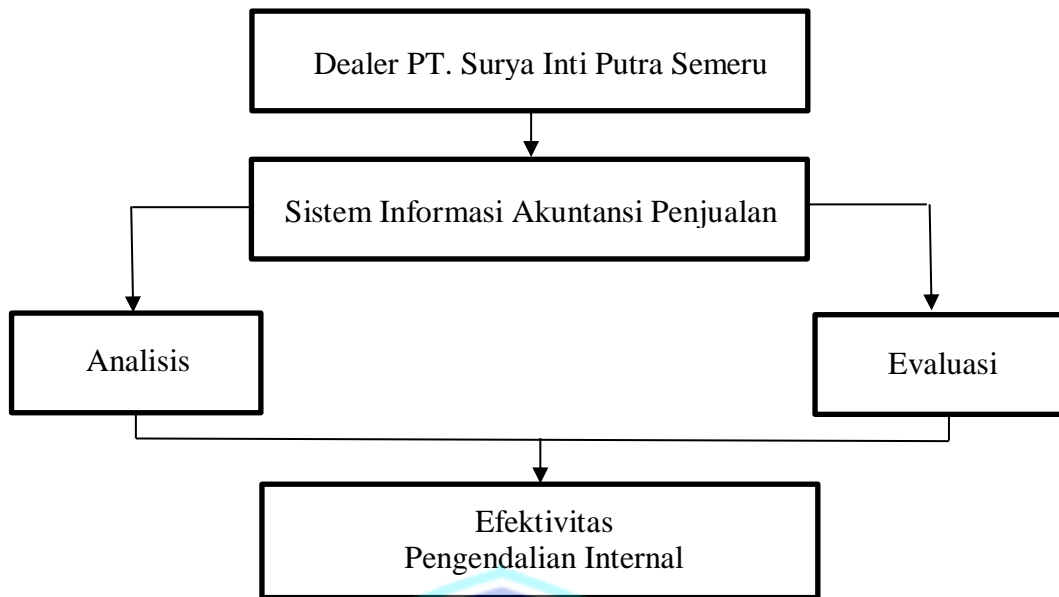 Dealer PT. Surya Inti Putra Semeru
Sistem Informasi Akuntansi Penjualan
Analisis
Evaluasi
Efektivitas
Pengendalian Internal